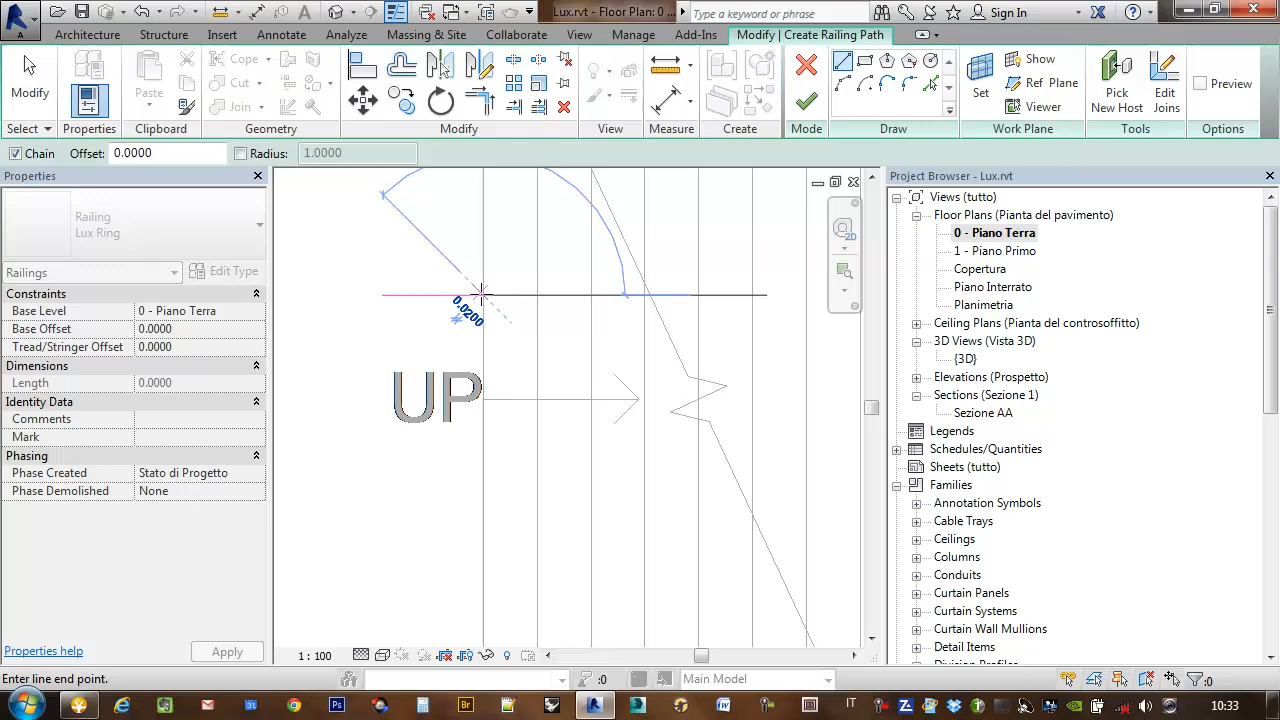 Lux.rvt - Floor Plan: 0 ...
Type a keyword or phrase
Sign In
Architecture Structure Insert Annotate Analyze Massing & Site Collaborate View Manage Add-Ins Modify | Create Railing Path
Modify
Paste
Cope
Cut
Join
Set
Show
Ref Plane
Viewer
Pick New Host
Edit Joins
Preview
Select Properties Clipboard Geometry Modify View Measure Create Mode Draw Work Plane Tools Options
Chain Offset: 0.0000 Radius: 1.0000
Properties
Railing
Lux Ring
Railings Edit Type
Constraints
Base Level 0 - Piano Terra
Base Offset 0.0000
Tread/Stringer Offset 0.0000
Dimensions
Length 0.0000
Identity Data
Comments
Mark
Phasing
Phase Created Stato di Progetto
Phase Demolished None
Properties help Apply
0.0200
UP
2D
1 : 100
Project Browser - Lux.rvt
Views (tutto)
Floor Plans (Pianta del pavimento)
0 - Piano Terra
1 - Piano Primo
Copertura
Piano Interrato
Planimetria
Ceiling Plans (Pianta del controsoffitto)
3D Views (Vista 3D)
{3D}
Elevations (Prospetto)
Sections (Sezione 1)
Sezione AA
Legends
Schedules/Quantities
Sheets (tutto)
Families
Annotation Symbols
Cable Trays
Ceilings
Columns
Conduits
Curtain Panels
Curtain Systems
Curtain Wall Mullions
Detail Items
Division Profiles
Enter line end point.
:0 Main Model :0
IT 10:33